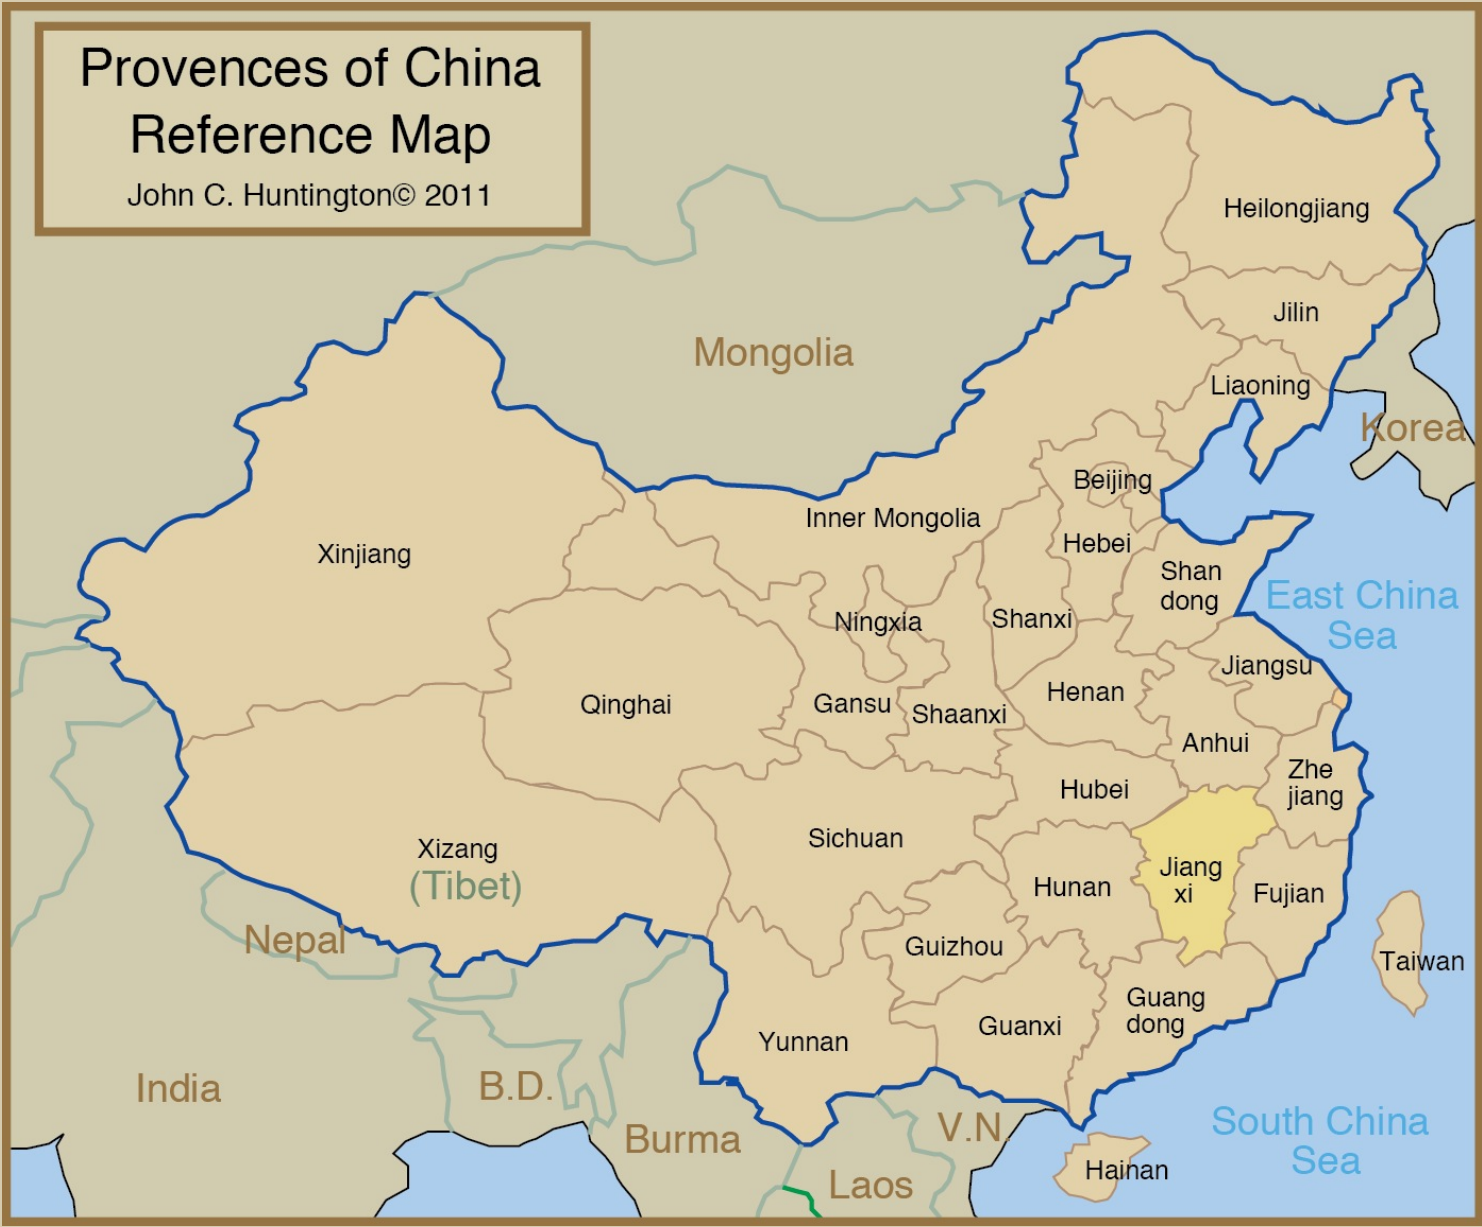 Provences of China
Reference Map
John C. Huntington© 2011
Heilongjiang
Jilin
Mongolia
Liaoning
Korea
Beijing
Inner Mongolia
Hebei
Xinjiang
Shan
dong
East China
Sea
Ningxia
Shanxi
Jiangsu
Qinghai
Gansu
Shaanxi
Henan
Anhui
Zhe
jiang
Hubei
Sichuan
Xizang
(Tibet)
Hunan
Jiang
xi
Fujian
Nepal
Guizhou
Taiwan
Guang
dong
Guanxi
Yunnan
India
B.D.
Burma
V.N.
South China
Sea
Laos
Hainan